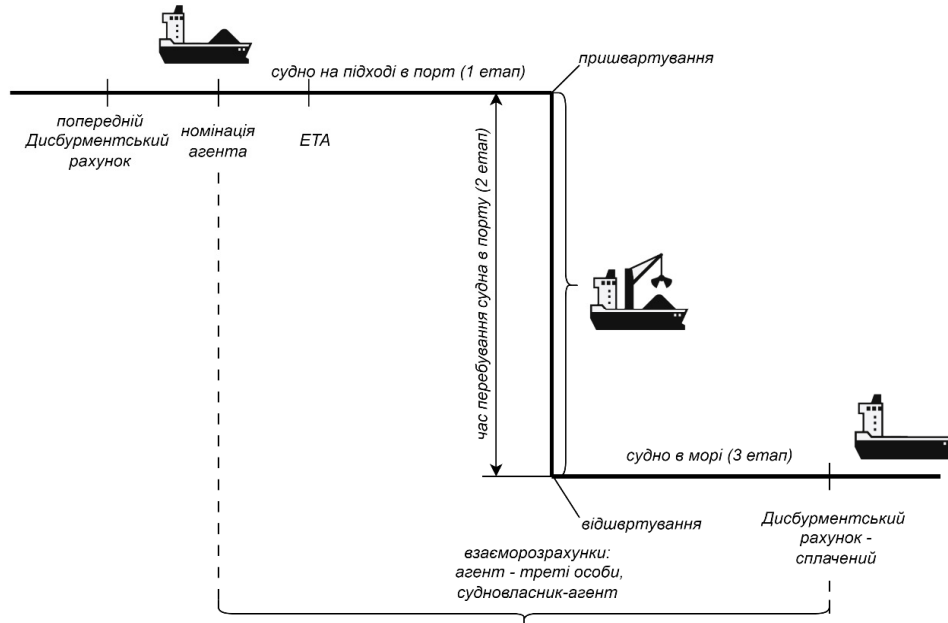 судно на підході в порт (1 етап)
пришвартування
попередній
Дисбурментський
рахунок
номінація
агента
ETA
час перебування судна в порту (2 етап)
судно в морі (3 етап)
відшвртування
Дисбурментський
рахунок -
сплачений
взаєморозрахунки:
агент - треті особи,
судновласник-агент